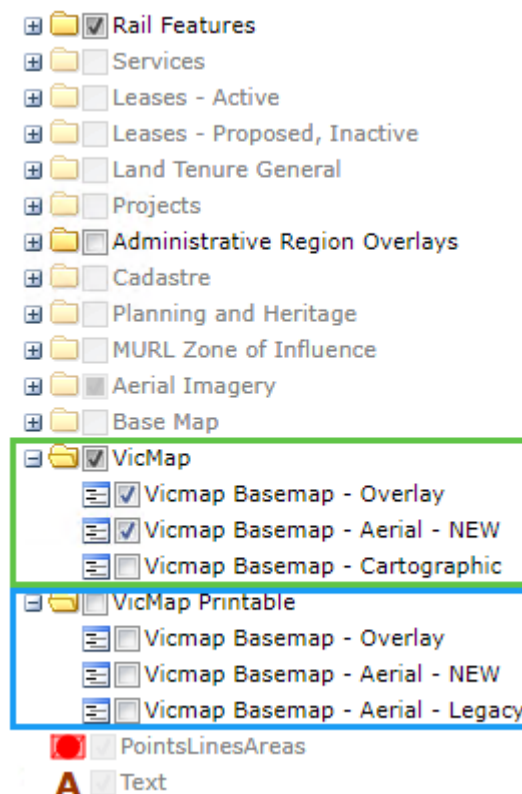 Rail Features
Services
Leases - Active
Leases - Proposed, Inactive
Land Tenure General
Projects
Administrative Region Overlays
Cadastre
Planning and Heritage
MURL Zone of Influence
Aerial Imagery
Base Map
VicMap
Vicmap Basemap - Overlay
Vicmap Basemap - Aerial - NEW
Vicmap Basemap - Cartographic
VicMap Printable
Vicmap Basemap - Overlay
Vicmap Basemap - Aerial - NEW
Vicmap Basemap - Aerial - Legacy
PointsLinesAreas
A Text